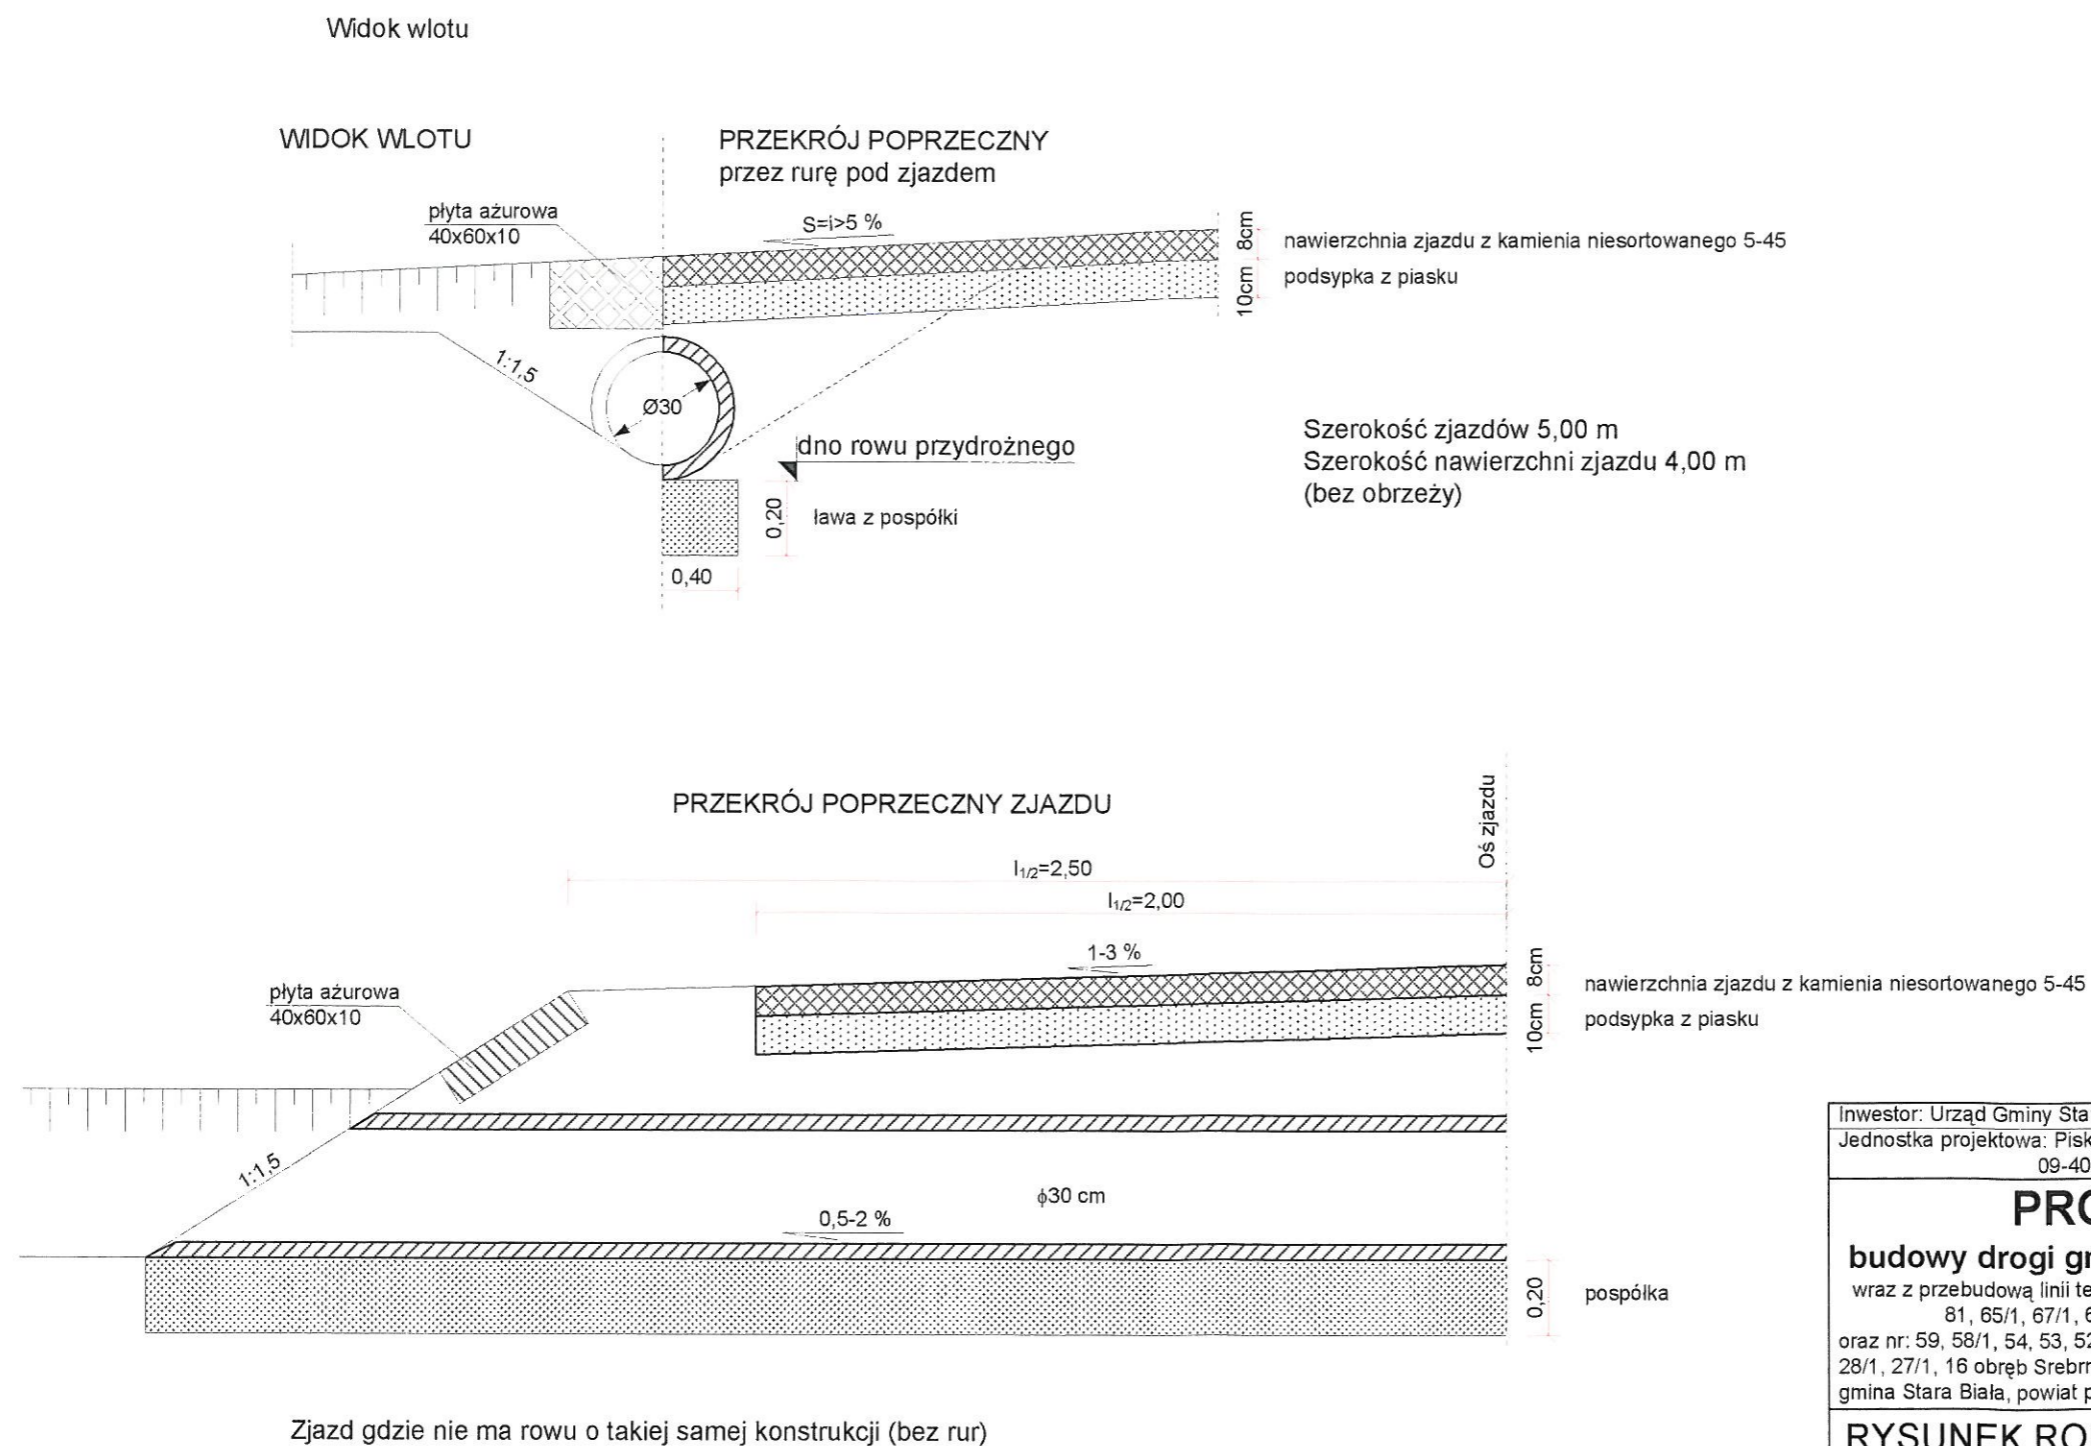 Widok wlotu
WIDOK WLOTU
PRZEKRÓJ POPRZECZNY
przez rurę pod zjazdem
płyta ażurowa
40x60x10
S=i>5 %
8cm
nawierzchnia zjazdu z kamienia niesortowanego 5-45
10cm
podsypka z piasku
1:1,5
Ø30
dno rowu przydrożnego
0,20
ława z pospółki
0,40
Szerokość zjazdów 5,00 m
Szerokość nawierzchni zjazdu 4,00 m
(bez obrzeży)
PRZEKRÓJ POPRZECZNY ZJAZDU
Oś zjazdu
l1/2=2,50
l1/2=2,00
1-3 %
płyta ażurowa
40x60x10
8cm
nawierzchnia zjazdu z kamienia niesortowanego 5-45
10cm
podsypka z piasku
1:1,5
ϕ30 cm
0,5-2 %
0,20
pospółka
Zjazd gdzie nie ma rowu o takiej samej konstrukcji (bez rur)
Inwestor: Urząd Gminy Sta
Jednostka projektowa: Pisk
09-40
PRO
budowy drogi gr
wraz z przebudową linii te
81, 65/1, 67/1, 6
oraz nr: 59, 58/1, 54, 53, 52
28/1, 27/1, 16 obręb Srebrn
gmina Stara Biała, powiat p
RYSUNEK RO